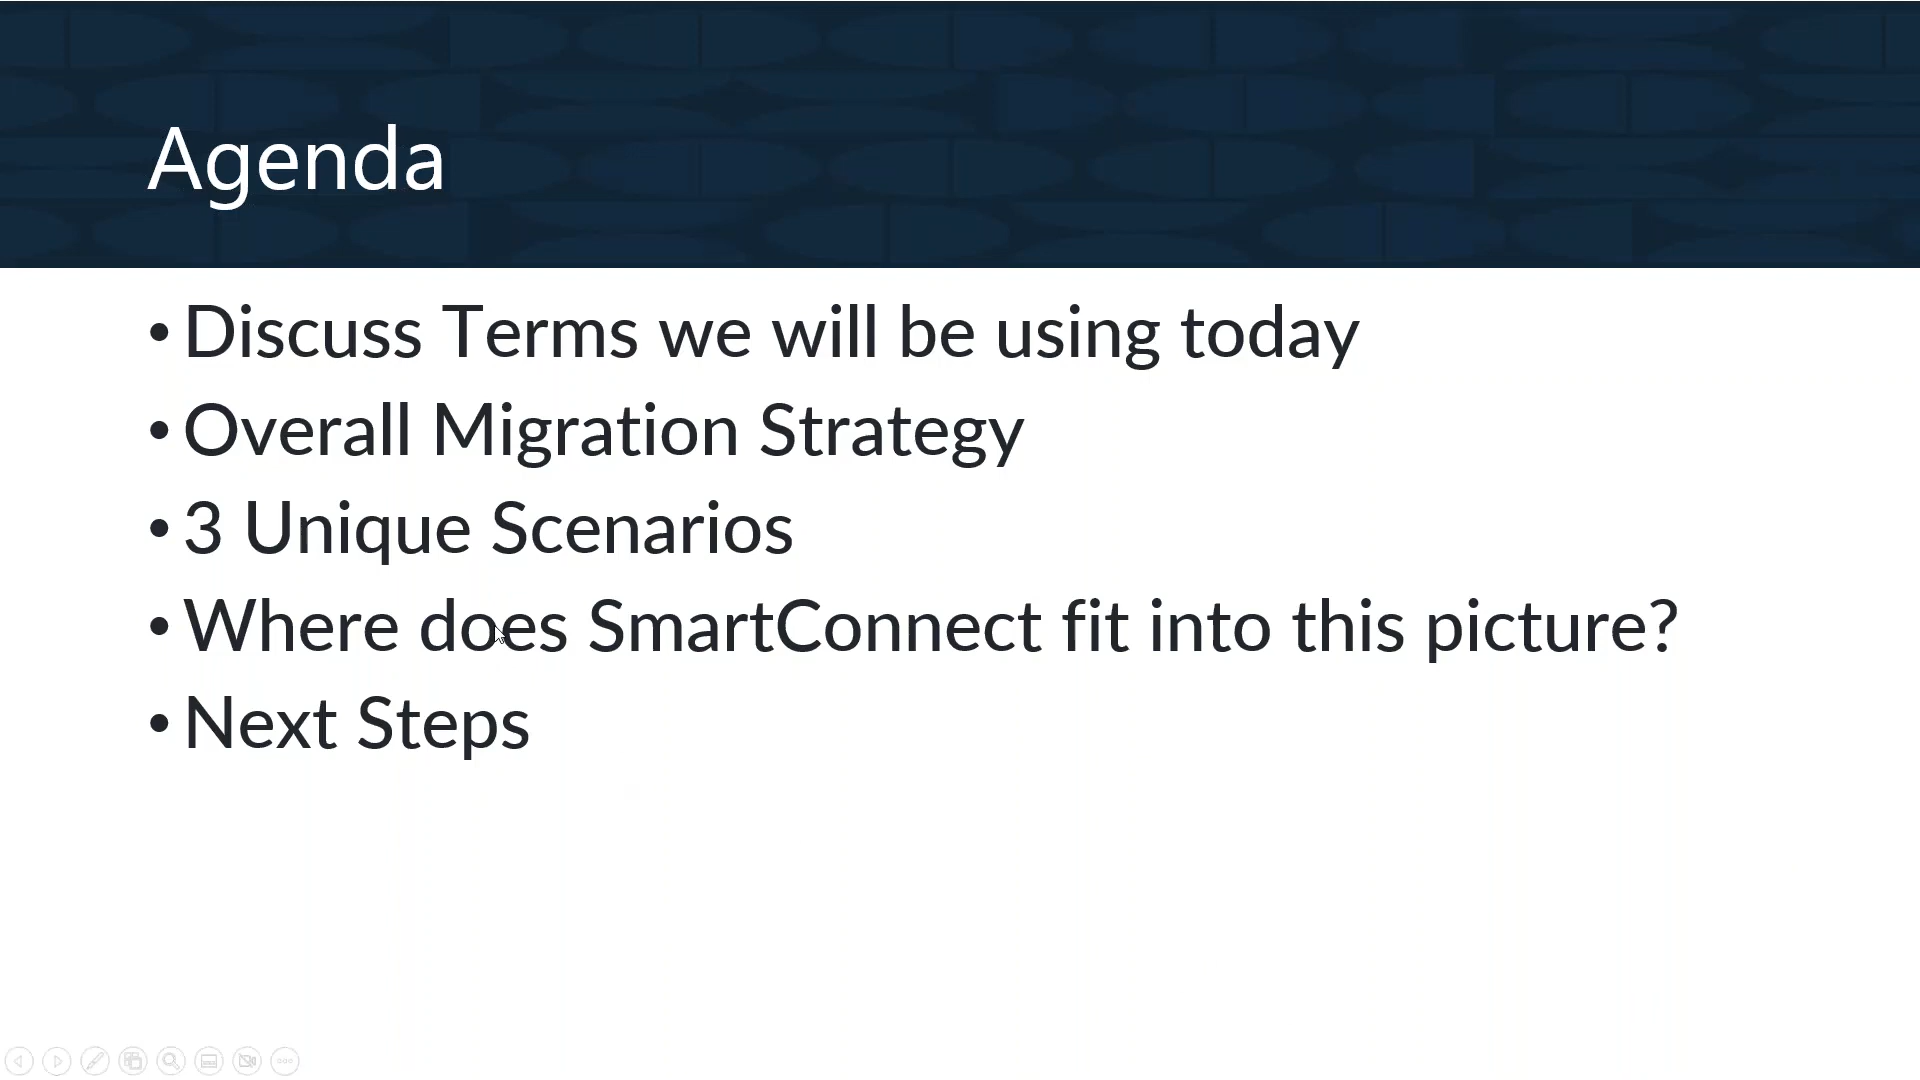 Agenda
• Discuss Terms we will be using today
• Overall Migration Strategy
• 3 Unique Scenarios
• Where does SmartConnect fit into this picture?
• Next Steps